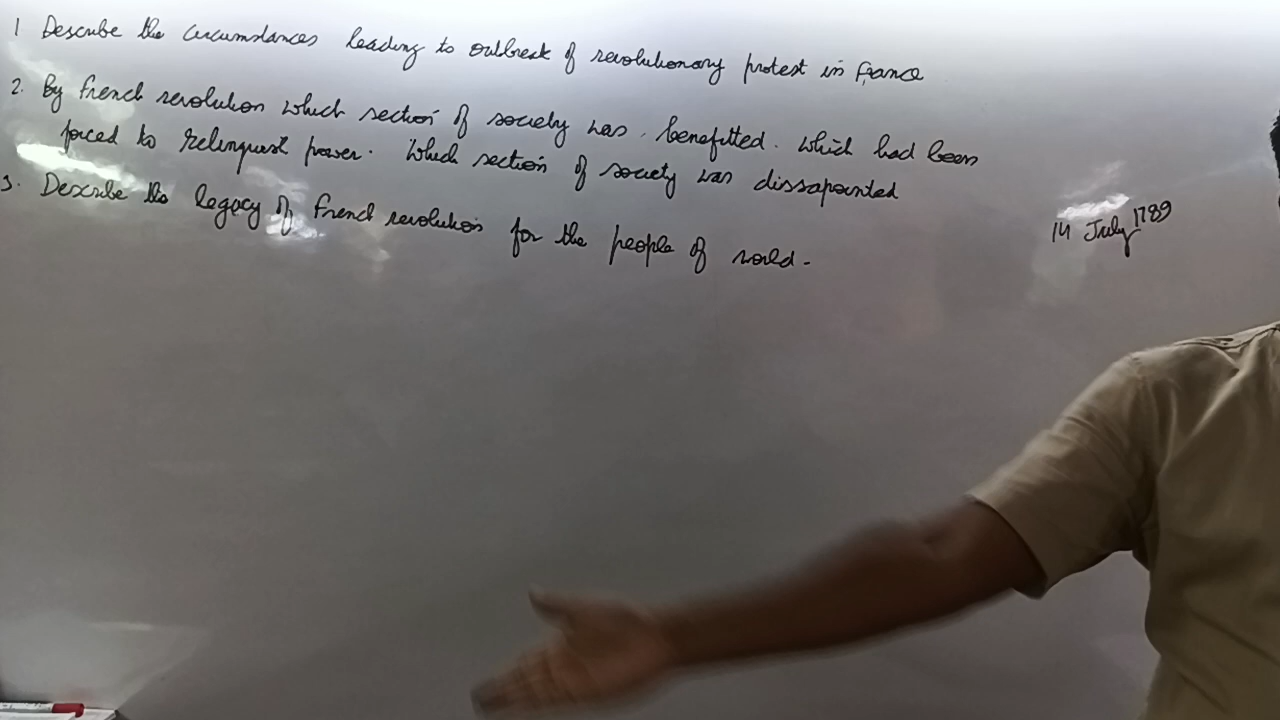 1 Describe the circumstances leading to outbreak of revolutionary protest in France
2. By French revolution which section of society was benefitted. which had been
forced to relinquest power. Which section of society was dissapointed
3. Describe the legacy of French revolution for the people of world.
14 July 1789